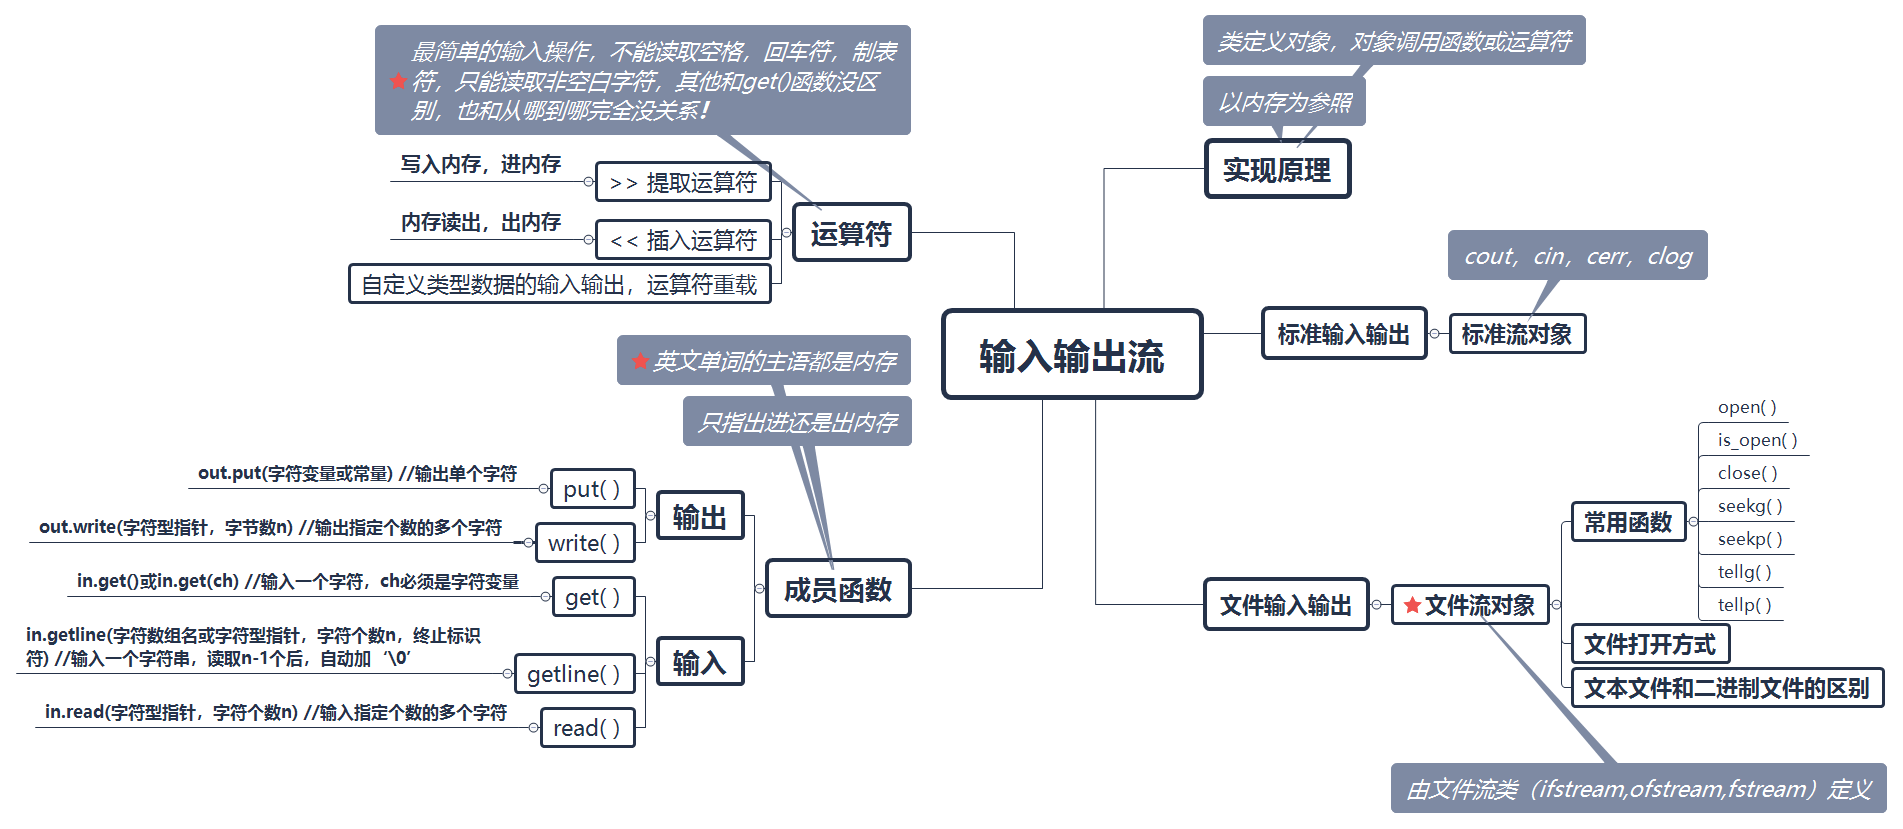 最简单的输入操作，不能读取空格，回车符，制表
符，只能读取非空白字符，其他和get()函数没区
别，也和从哪到哪完全没关系！
写入内存，进内存
>> 提取运算符
内存读出，出内存
<< 插入运算符
自定义类型数据的输入输出，运算符重载
运算符
类定义对象，对象调用函数或运算符
以内存为参照
实现原理
输入输出流
cout，cin，cerr，clog
标准输入输出
标准流对象
英文单词的主语都是内存
只指出进还是出内存
out.put(字符变量或常量) //输出单个字符
put( )
输出
out.write(字符型指针，字节数n) //输出指定个数的多个字符
write( )
成员函数
in.get()或in.get(ch) //输入一个字符，ch必须是字符变量
get( )
in.getline(字符数组名或字符型指针，字符个数n，终止标识
符) //输入一个字符串，读取n-1个后，自动加‘\0’
getline( )
输入
in.read(字符型指针，字符个数n) //输入指定个数的多个字符
read( )
文件输入输出
文件流对象
常用函数
open( )
is_open( )
close( )
seekg( )
seekp( )
tellg( )
tellp( )
文件打开方式
文本文件和二进制文件的区别
由文件流类（ifstream,ofstream,fstream）定义